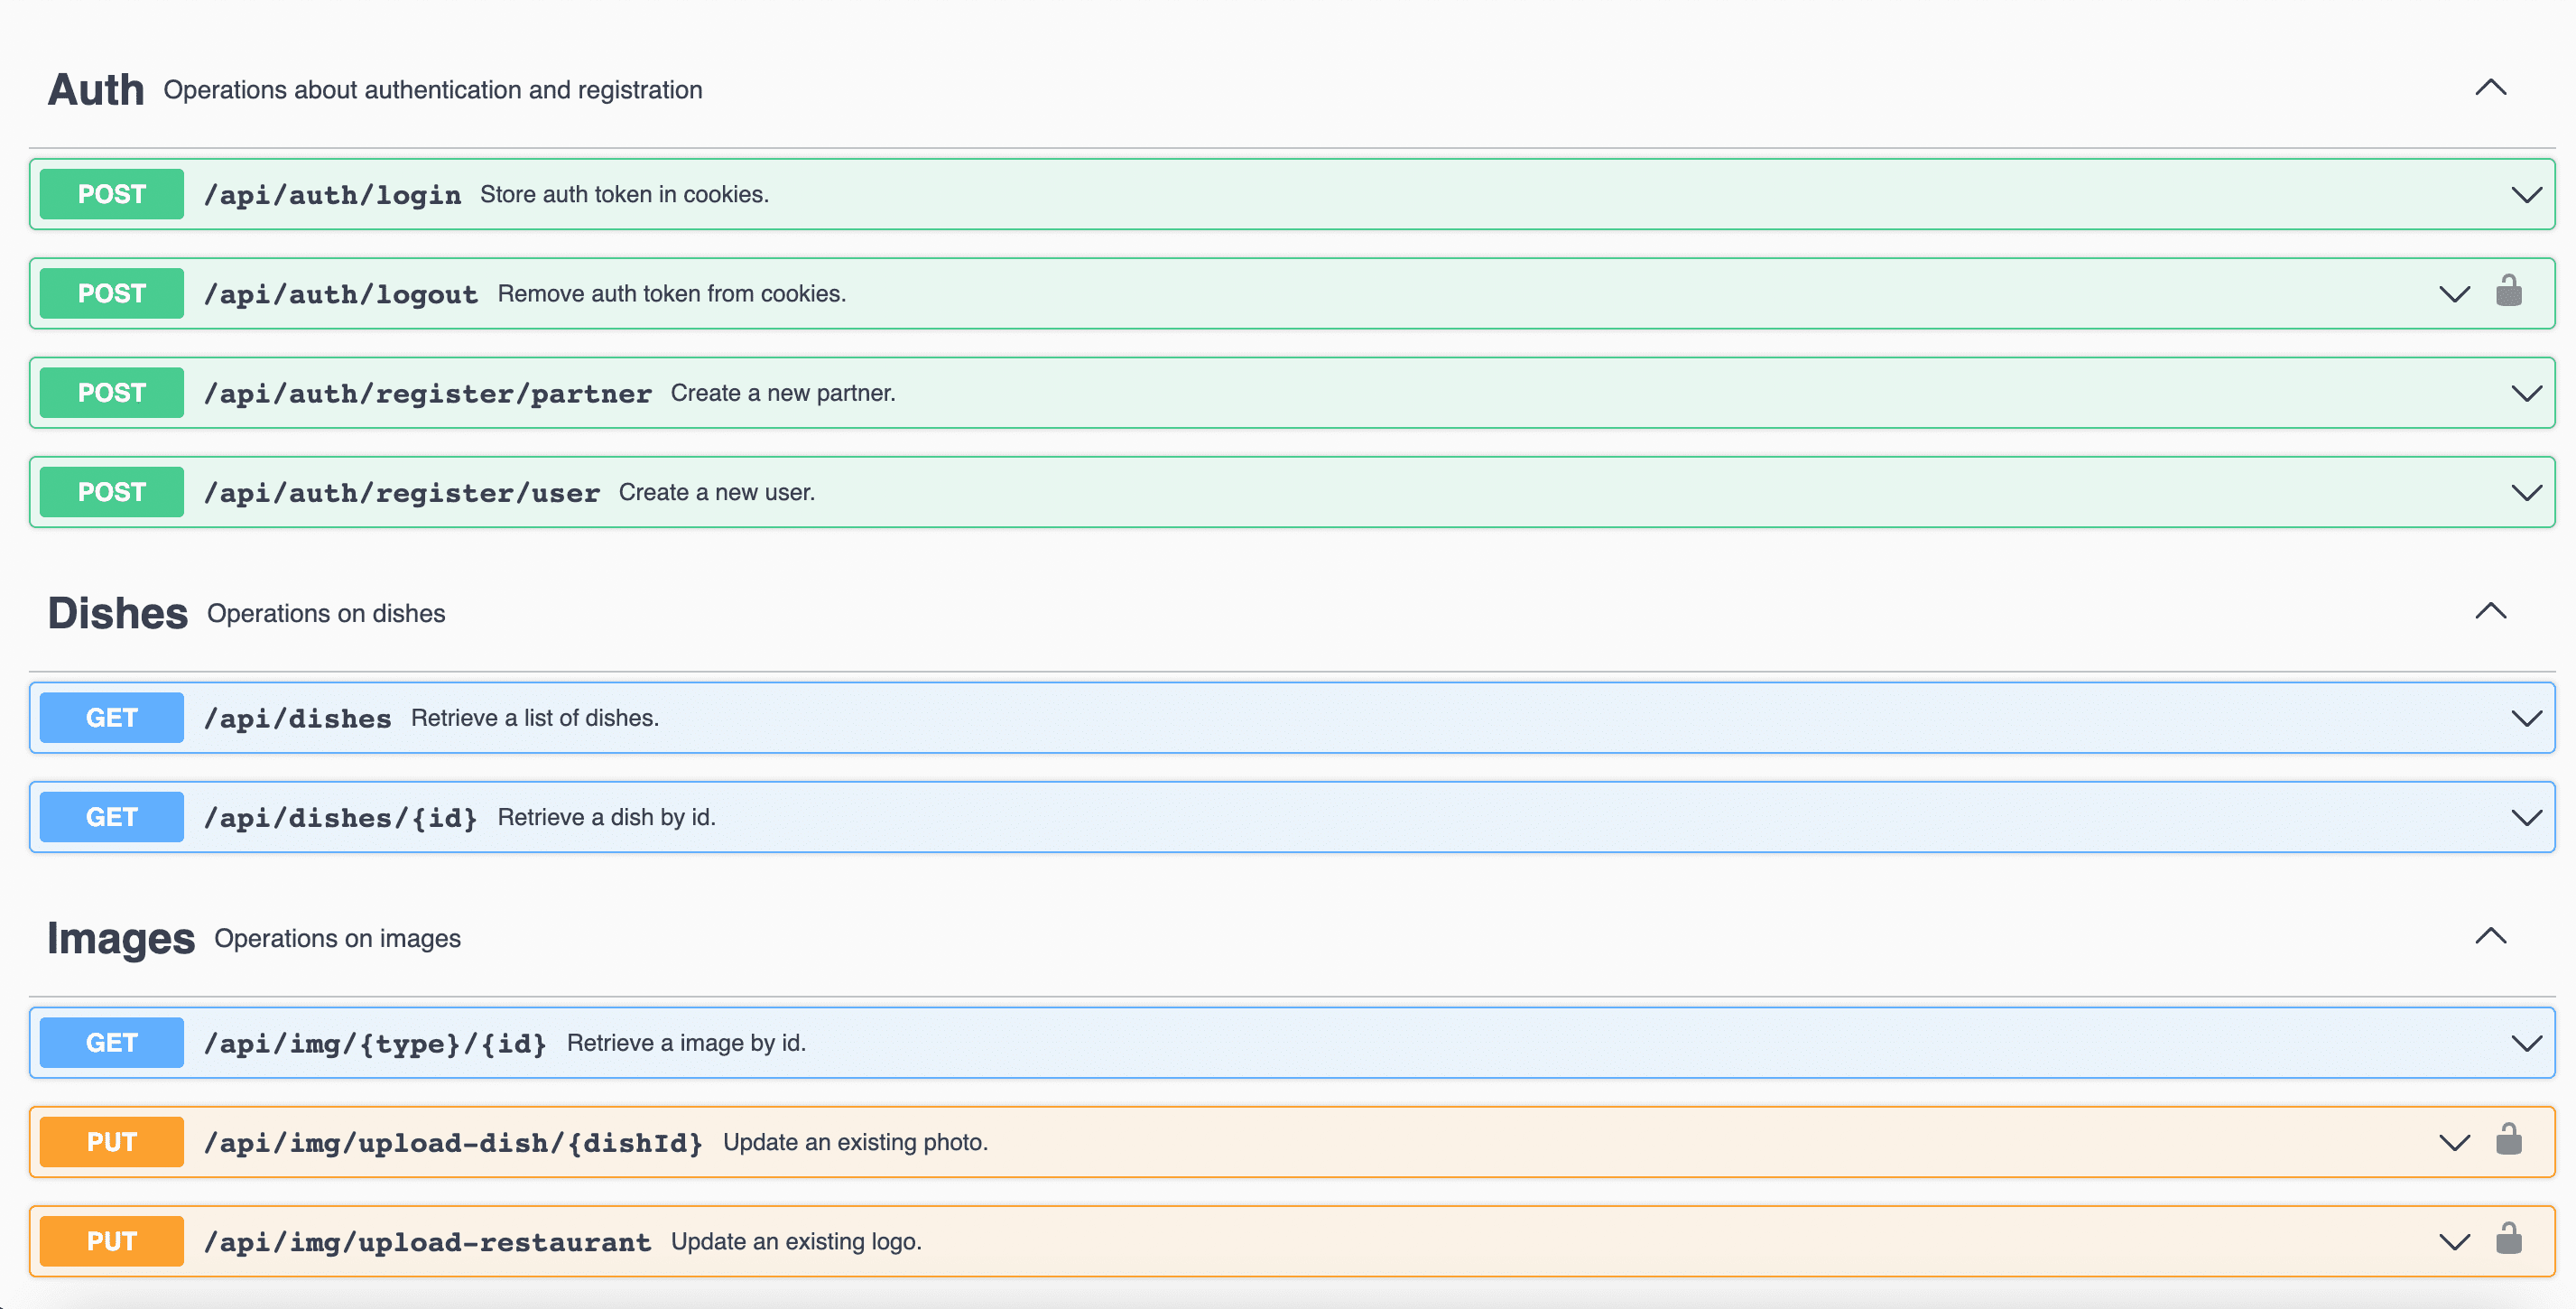 Auth Operations about authentication and registration
POST /api/auth/login Store auth token in cookies.
POST /api/auth/logout Remove auth token from cookies.
POST /api/auth/register/partner Create a new partner.
POST /api/auth/register/user Create a new user.
Dishes Operations on dishes
GET /api/dishes Retrieve a list of dishes.
GET /api/dishes/{id} Retrieve a dish by id.
Images Operations on images
GET /api/img/{type}/{id} Retrieve a image by id.
PUT /api/img/upload-dish/{dishId} Update an existing photo.
PUT /api/img/upload-restaurant Update an existing logo.